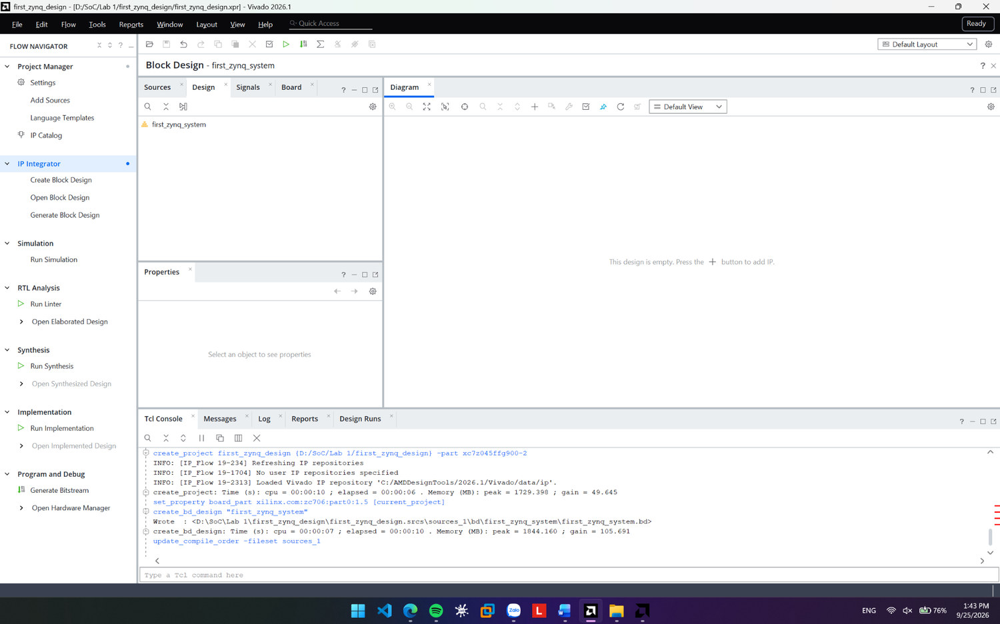 first_zynq_design - [D:/SoC/Lab 1/first_zynq_design/first_zynq_design.xpr] - Vivado 2026.1
File Edit Flow Tools Reports Window Layout View Help Quick Access Ready
Default Layout
FLOW NAVIGATOR
Project Manager
Settings
Add Sources
Language Templates
IP Catalog
IP Integrator
Create Block Design
Open Block Design
Generate Block Design
Simulation
Run Simulation
RTL Analysis
Run Linter
Open Elaborated Design
Synthesis
Run Synthesis
Open Synthesized Design
Implementation
Run Implementation
Open Implemented Design
Program and Debug
Generate Bitstream
Open Hardware Manager
Block Design - first_zynq_system
Sources Design Signals Board
first_zynq_system
Properties
Select an object to see properties
Diagram
Default View
This design is empty. Press the + button to add IP.
Tcl Console Messages Log Reports Design Runs
create_project first_zynq_design {D:/SoC/Lab 1/first_zynq_design} -part xc7z045ffg900-2
INFO: [IP_Flow 19-234] Refreshing IP repositories
INFO: [IP_Flow 19-1704] No user IP repositories specified
INFO: [IP_Flow 19-2313] Loaded Vivado IP repository 'C:/AMDDesignTools/2026.1/Vivado/data/ip'.
create_project: Time (s): cpu = 00:00:10 ; elapsed = 00:00:06 . Memory (MB): peak = 1729.398 ; gain = 49.645
set_property board_part xilinx.com:zc706:part0:1.5 [current_project]
create_bd_design "first_zynq_system"
Wrote  : <D:\SoC\Lab 1\first_zynq_design\first_zynq_design.srcs\sources_1\bd\first_zynq_system\first_zynq_system.bd>
create_bd_design: Time (s): cpu = 00:00:07 ; elapsed = 00:00:10 . Memory (MB): peak = 1844.160 ; gain = 105.691
update_compile_order -fileset sources_1
Type a Tcl command here
Zalo
L
W
ENG
76%
1:43 PM
9/25/2026